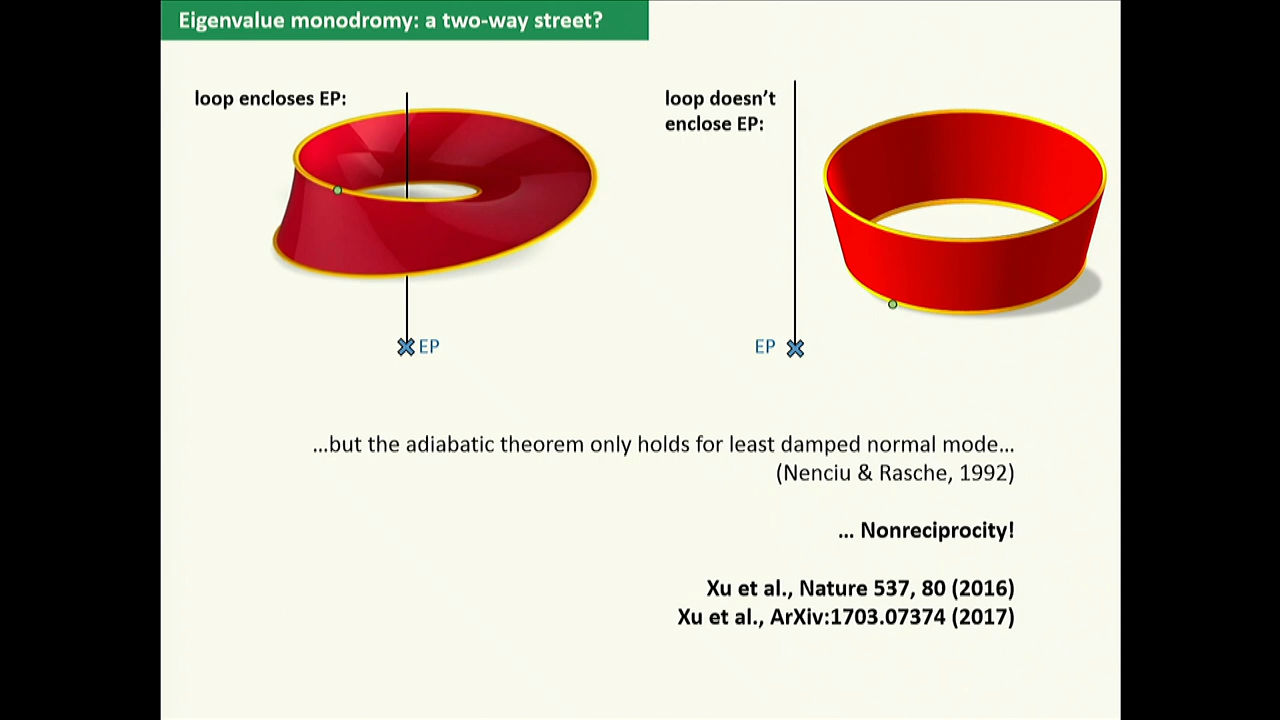 Eigenvalue monodromy: a two-way street?
loop encloses EP:
loop doesn't
enclose EP:
EP
EP
...but the adiabatic theorem only holds for least damped normal mode...
(Nenciu & Rasche, 1992)
... Nonreciprocity!
Xu et al., Nature 537, 80 (2016)
Xu et al., ArXiv:1703.07374 (2017)